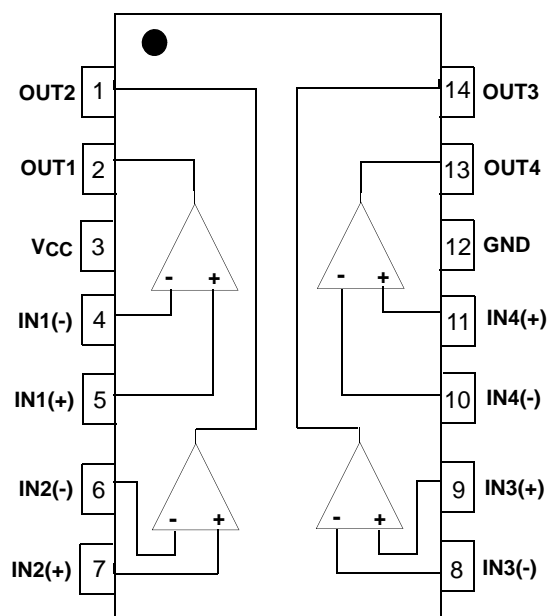 OUT2 1 14 OUT3
OUT1 2 13 OUT4
VCC 3 12 GND
- + - +
IN1(-) 4 11 IN4(+)
IN1(+) 5 10 IN4(-)
IN2(-) 6 9 IN3(+)
- + - +
IN2(+) 7 8 IN3(-)